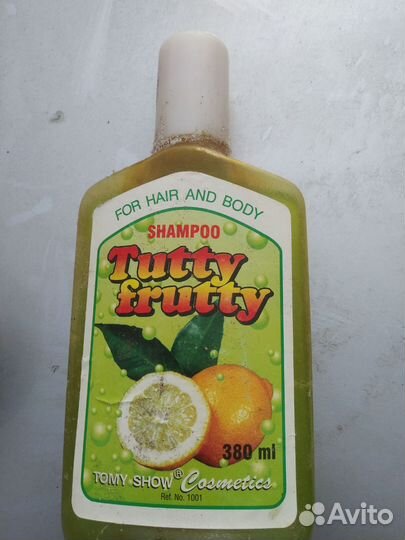 FOR HAIR AND BODY
SHAMPOO
Tutty
frutty
380 ml
TOMY SHOW® Cosmetics
Ref. No. 1001
Avito